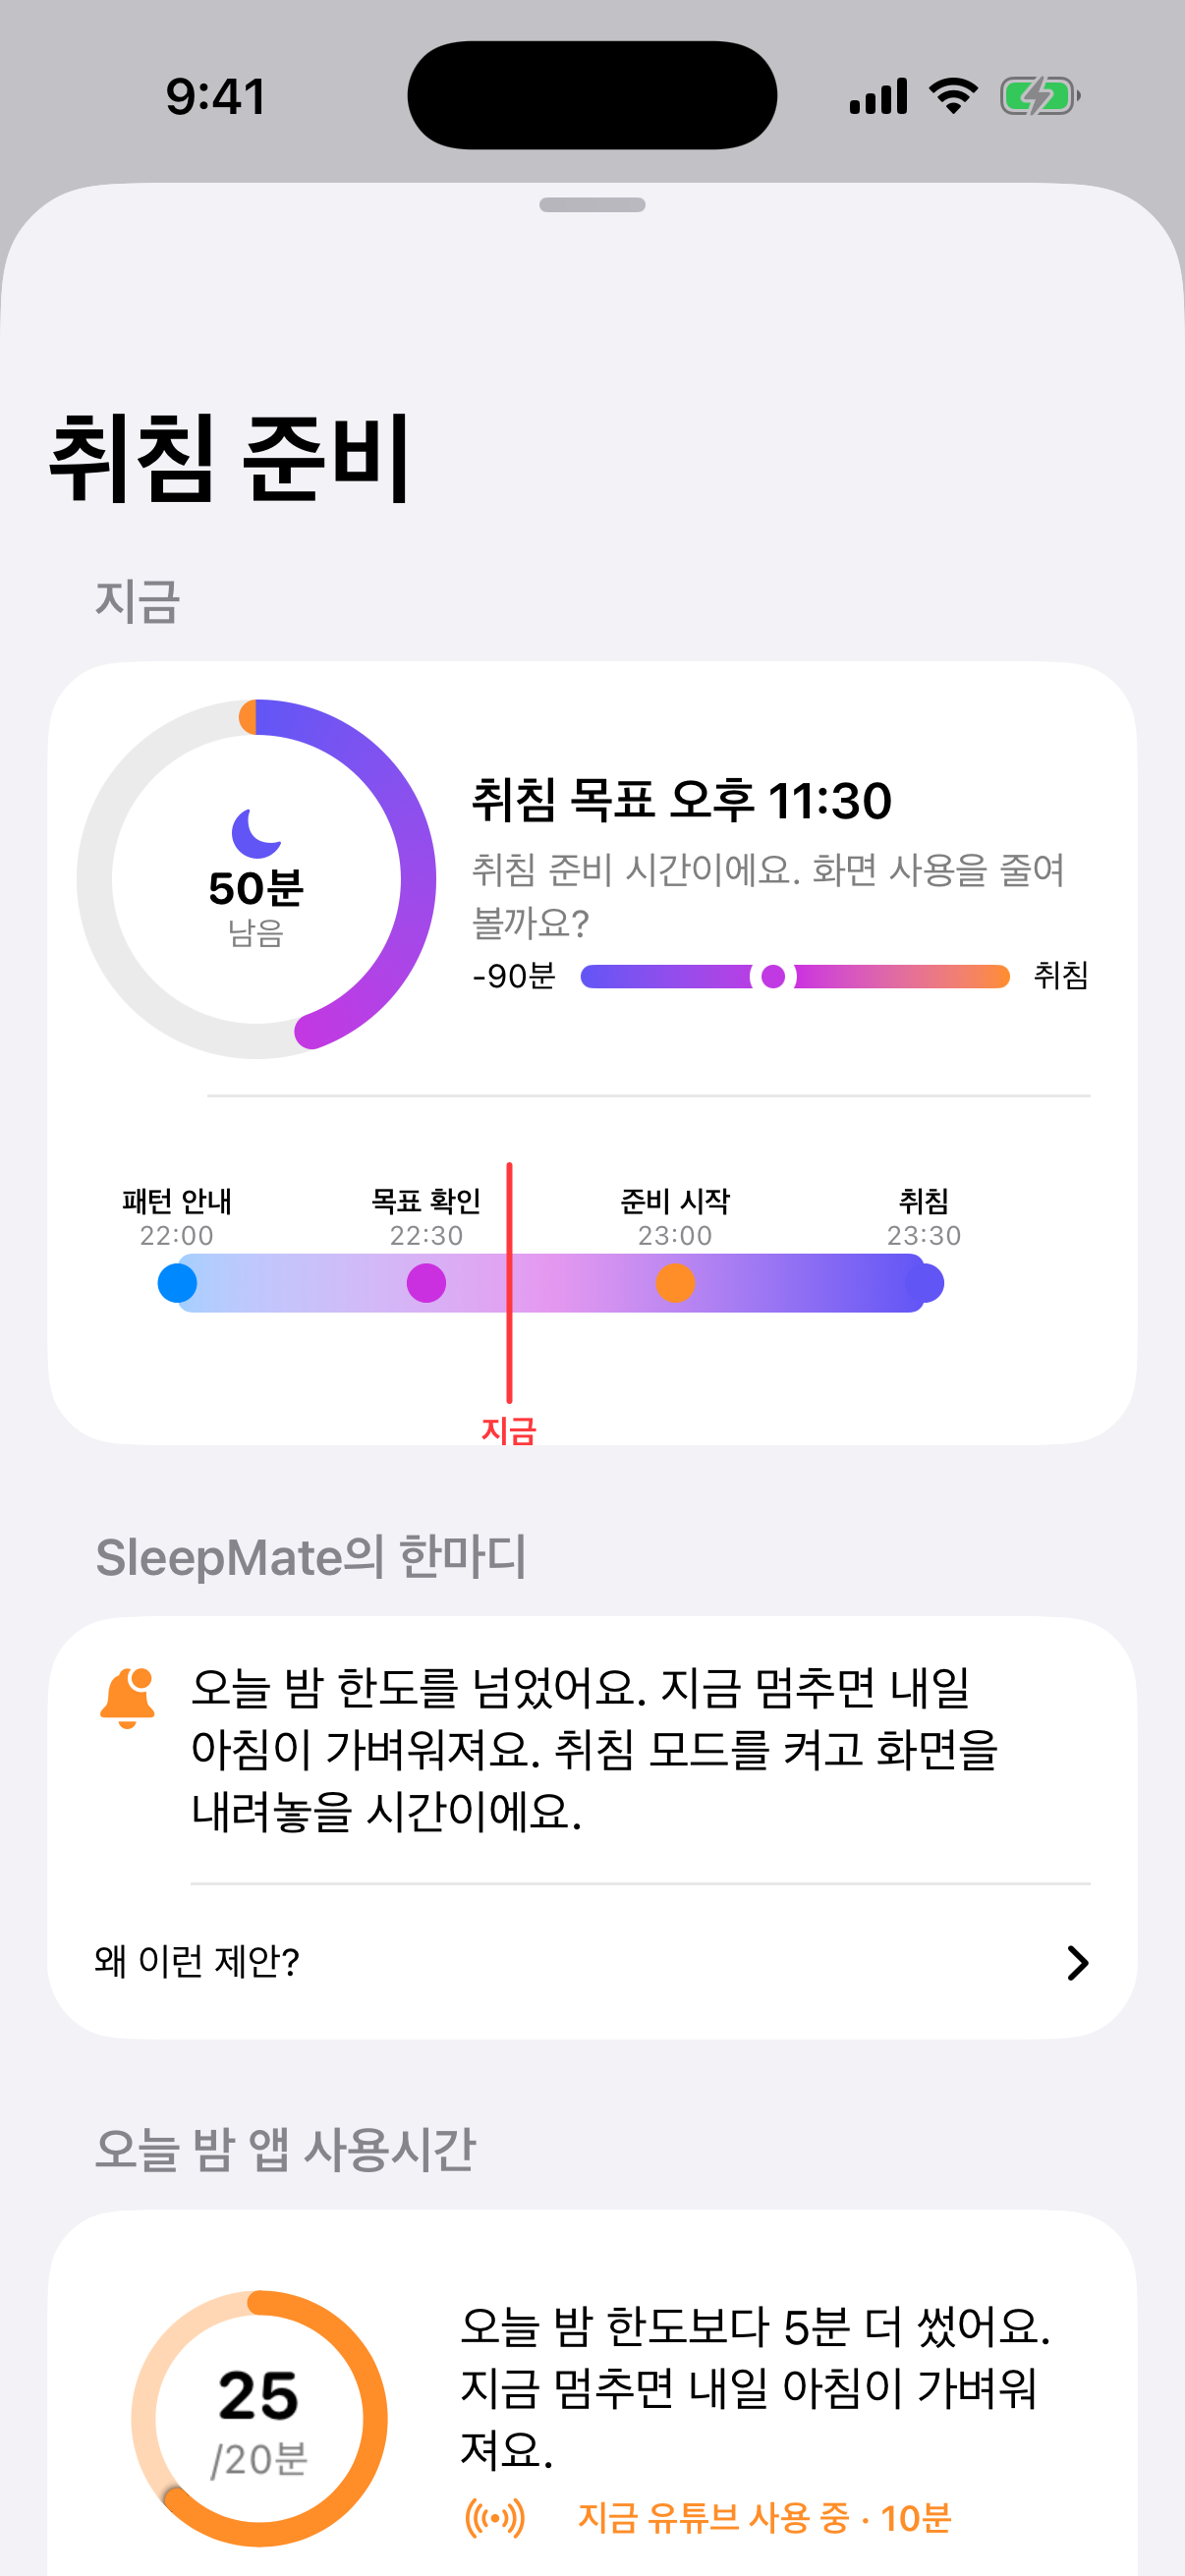 9:41
취침 준비
지금
50분
남음
취침 목표 오후 11:30
취침 준비 시간이에요. 화면 사용을 줄여
볼까요?
-90분 취침
패턴 안내 목표 확인 준비 시작 취침
22:00 22:30 23:00 23:30
지금
SleepMate의 한마디
오늘 밤 한도를 넘었어요. 지금 멈추면 내일
아침이 가벼워져요. 취침 모드를 켜고 화면을
내려놓을 시간이에요.
왜 이런 제안?
오늘 밤 앱 사용시간
25
/20분
오늘 밤 한도보다 5분 더 썼어요.
지금 멈추면 내일 아침이 가벼워
져요.
지금 유튜브 사용 중 · 10분